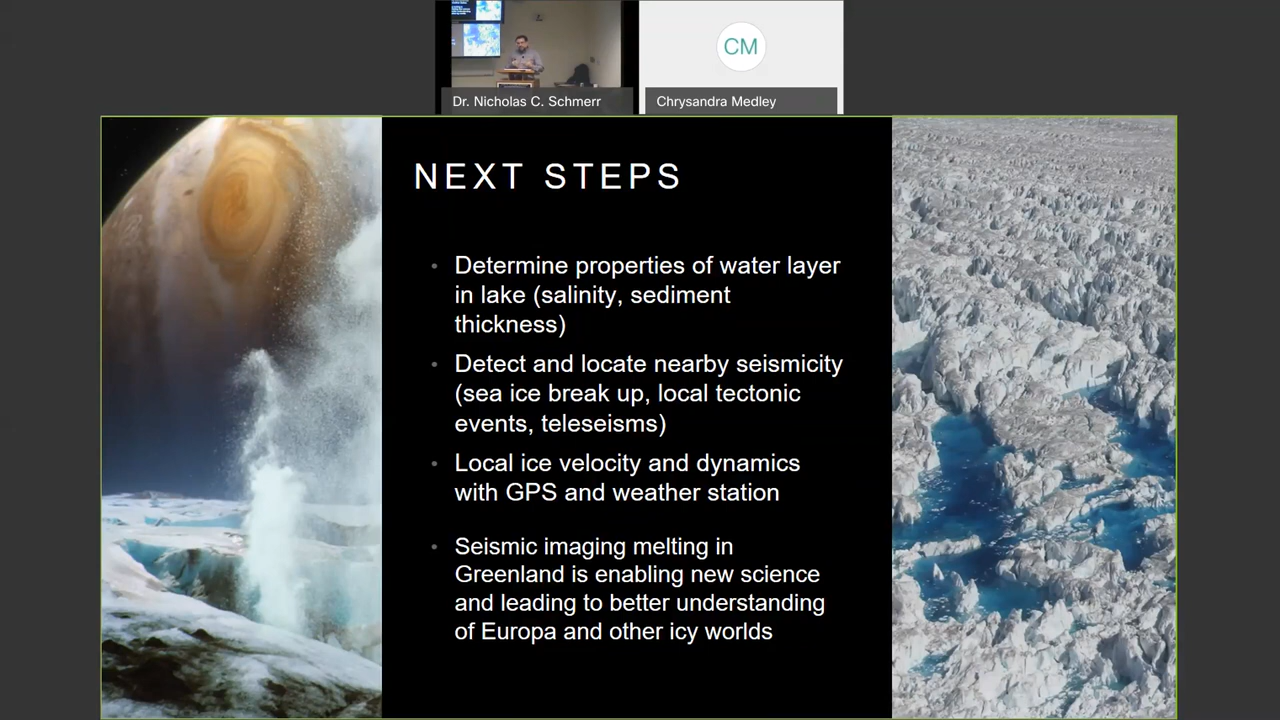 CM
Dr. Nicholas C. Schmerr
Chrysandra Medley
NEXT STEPS
• Determine properties of water layer
in lake (salinity, sediment
thickness)
• Detect and locate nearby seismicity
(sea ice break up, local tectonic
events, teleseisms)
• Local ice velocity and dynamics
with GPS and weather station
• Seismic imaging melting in
Greenland is enabling new science
and leading to better understanding
of Europa and other icy worlds